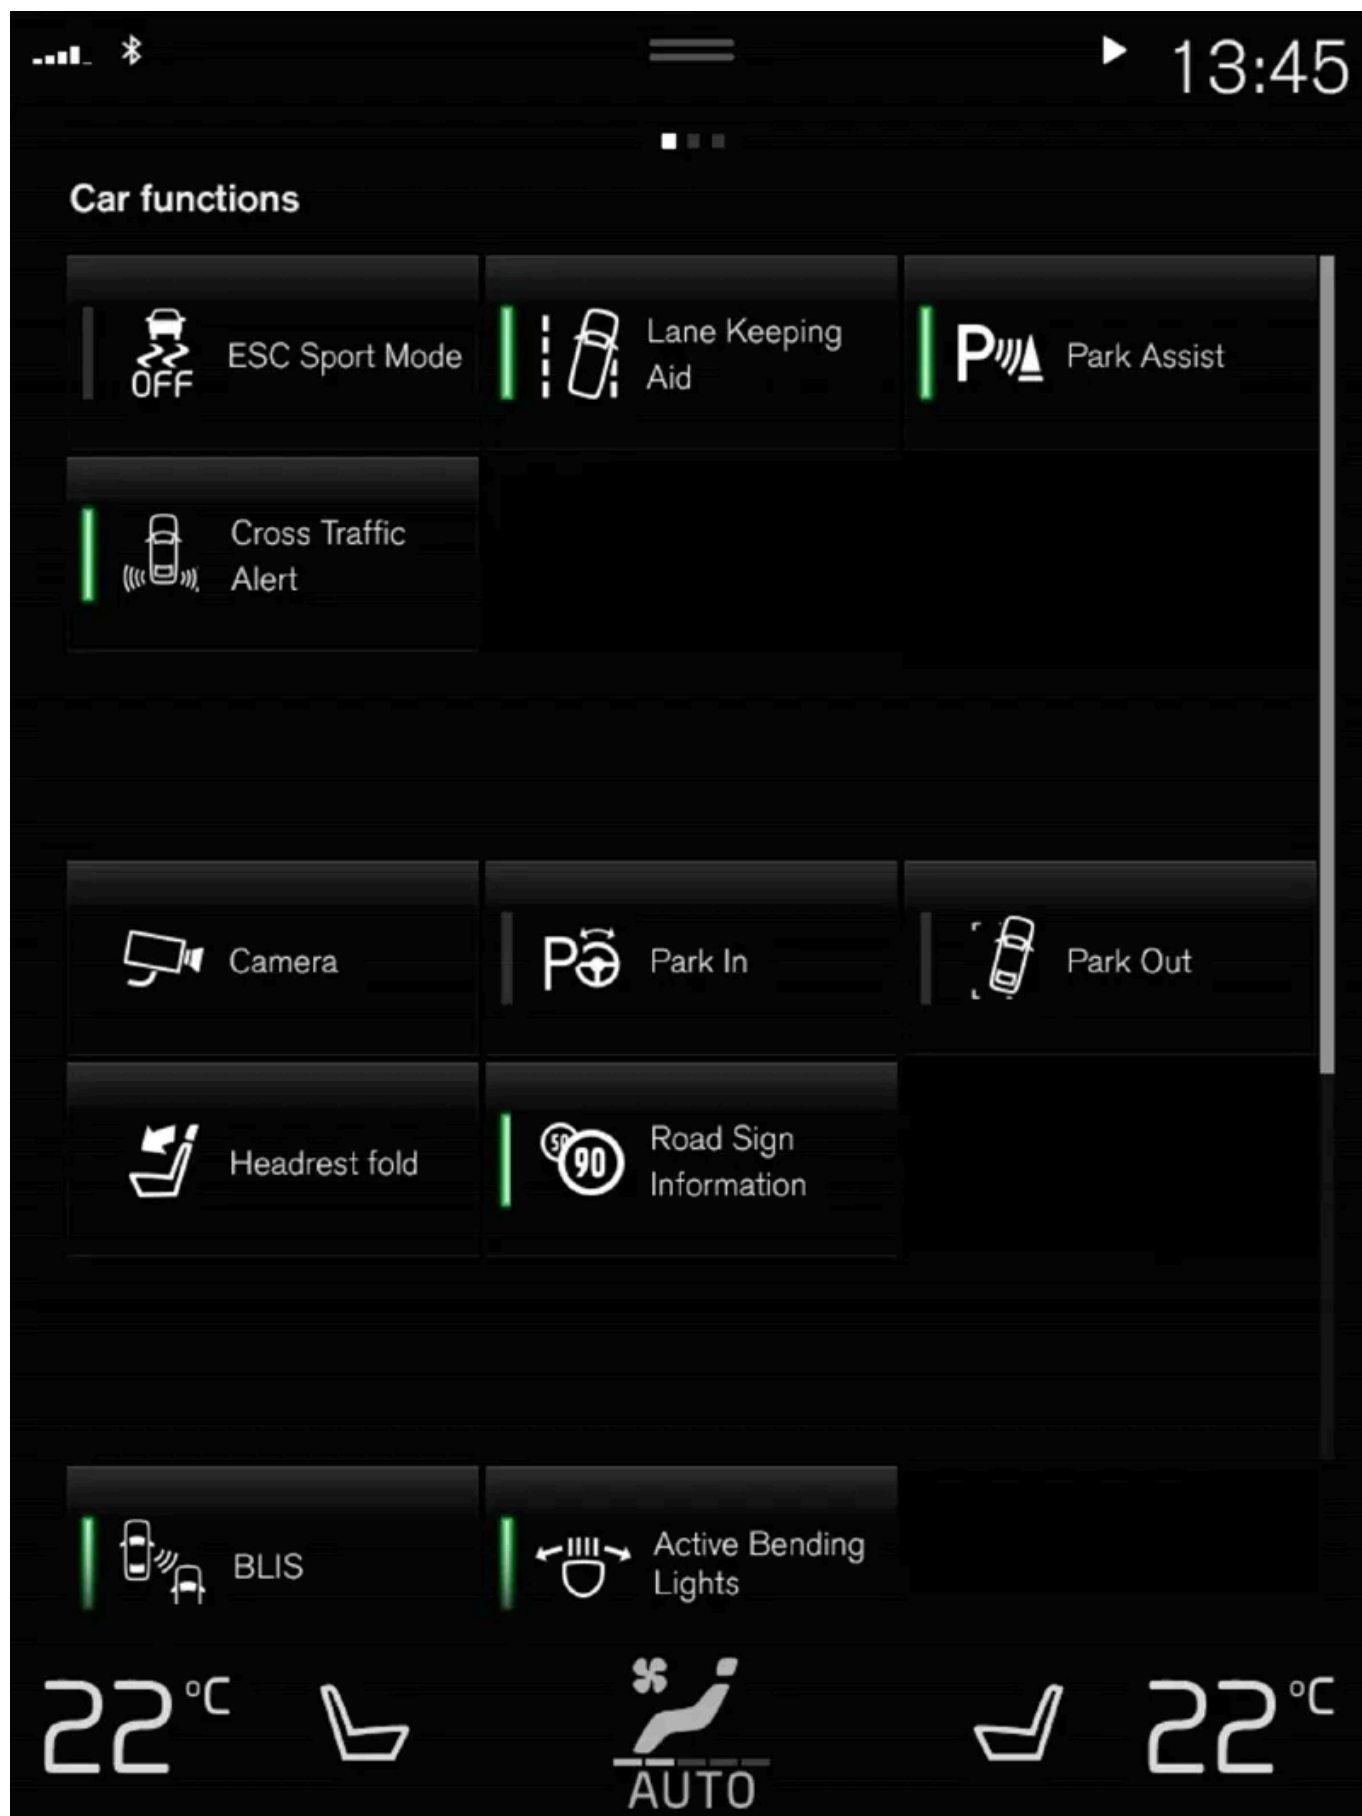 13:45
Car functions
OFF
ESC Sport Mode
Lane Keeping
Aid
P
Park Assist
Cross Traffic
Alert
Camera
P
Park In
Park Out
Headrest fold
50
90
Road Sign
Information
BLIS
Active Bending
Lights
22°C
22°C
AUTO